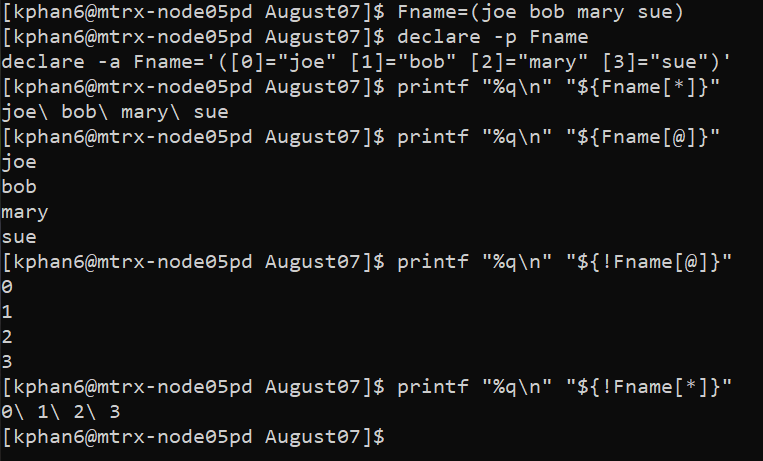 [kphan6@mtrx-node05pd August07]$ Fname=(joe bob mary sue)
[kphan6@mtrx-node05pd August07]$ declare -p Fname
declare -a Fname='([0]="joe" [1]="bob" [2]="mary" [3]="sue")'
[kphan6@mtrx-node05pd August07]$ printf "%q\n" "${Fname[*]}"
joe\ bob\ mary\ sue
[kphan6@mtrx-node05pd August07]$ printf "%q\n" "${Fname[@]}"
joe
bob
mary
sue
[kphan6@mtrx-node05pd August07]$ printf "%q\n" "${!Fname[@]}"
0
1
2
3
[kphan6@mtrx-node05pd August07]$ printf "%q\n" "${!Fname[*]}"
0\ 1\ 2\ 3
[kphan6@mtrx-node05pd August07]$